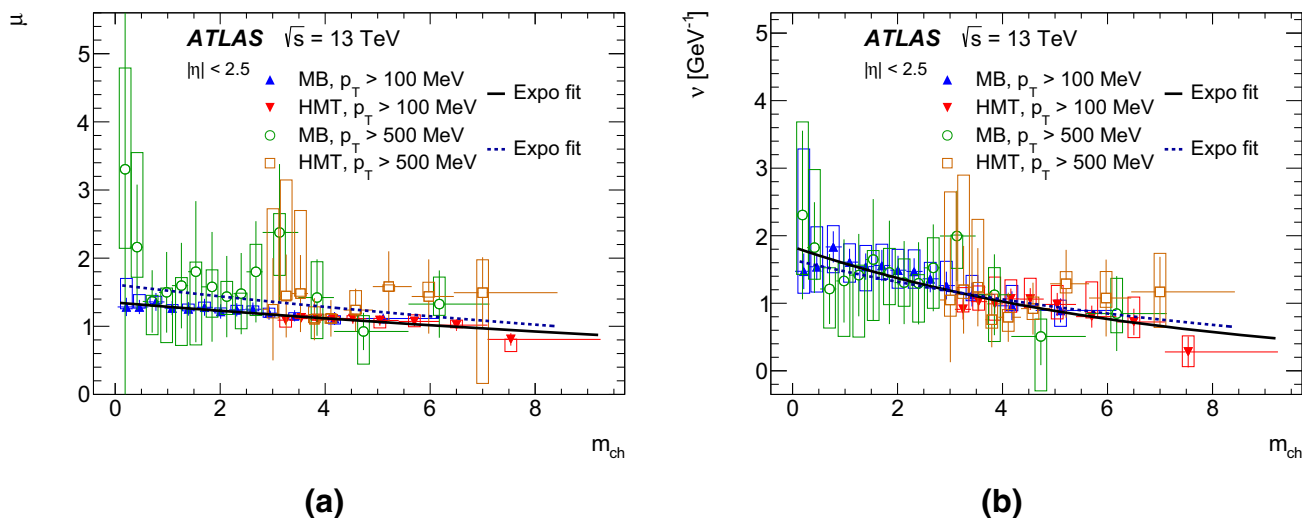 μ
5
4
3
2
1
0
ATLAS √s = 13 TeV
|η| < 2.5
MB, p_T > 100 MeV
HMT, p_T > 100 MeV
Expo fit
MB, p_T > 500 MeV
HMT, p_T > 500 MeV
Expo fit
0 2 4 6 8
m_ch
(a)
ν [GeV⁻¹]
5
4
3
2
1
0
ATLAS √s = 13 TeV
|η| < 2.5
MB, p_T > 100 MeV
HMT, p_T > 100 MeV
Expo fit
MB, p_T > 500 MeV
HMT, p_T > 500 MeV
Expo fit
0 2 4 6 8
m_ch
(b)